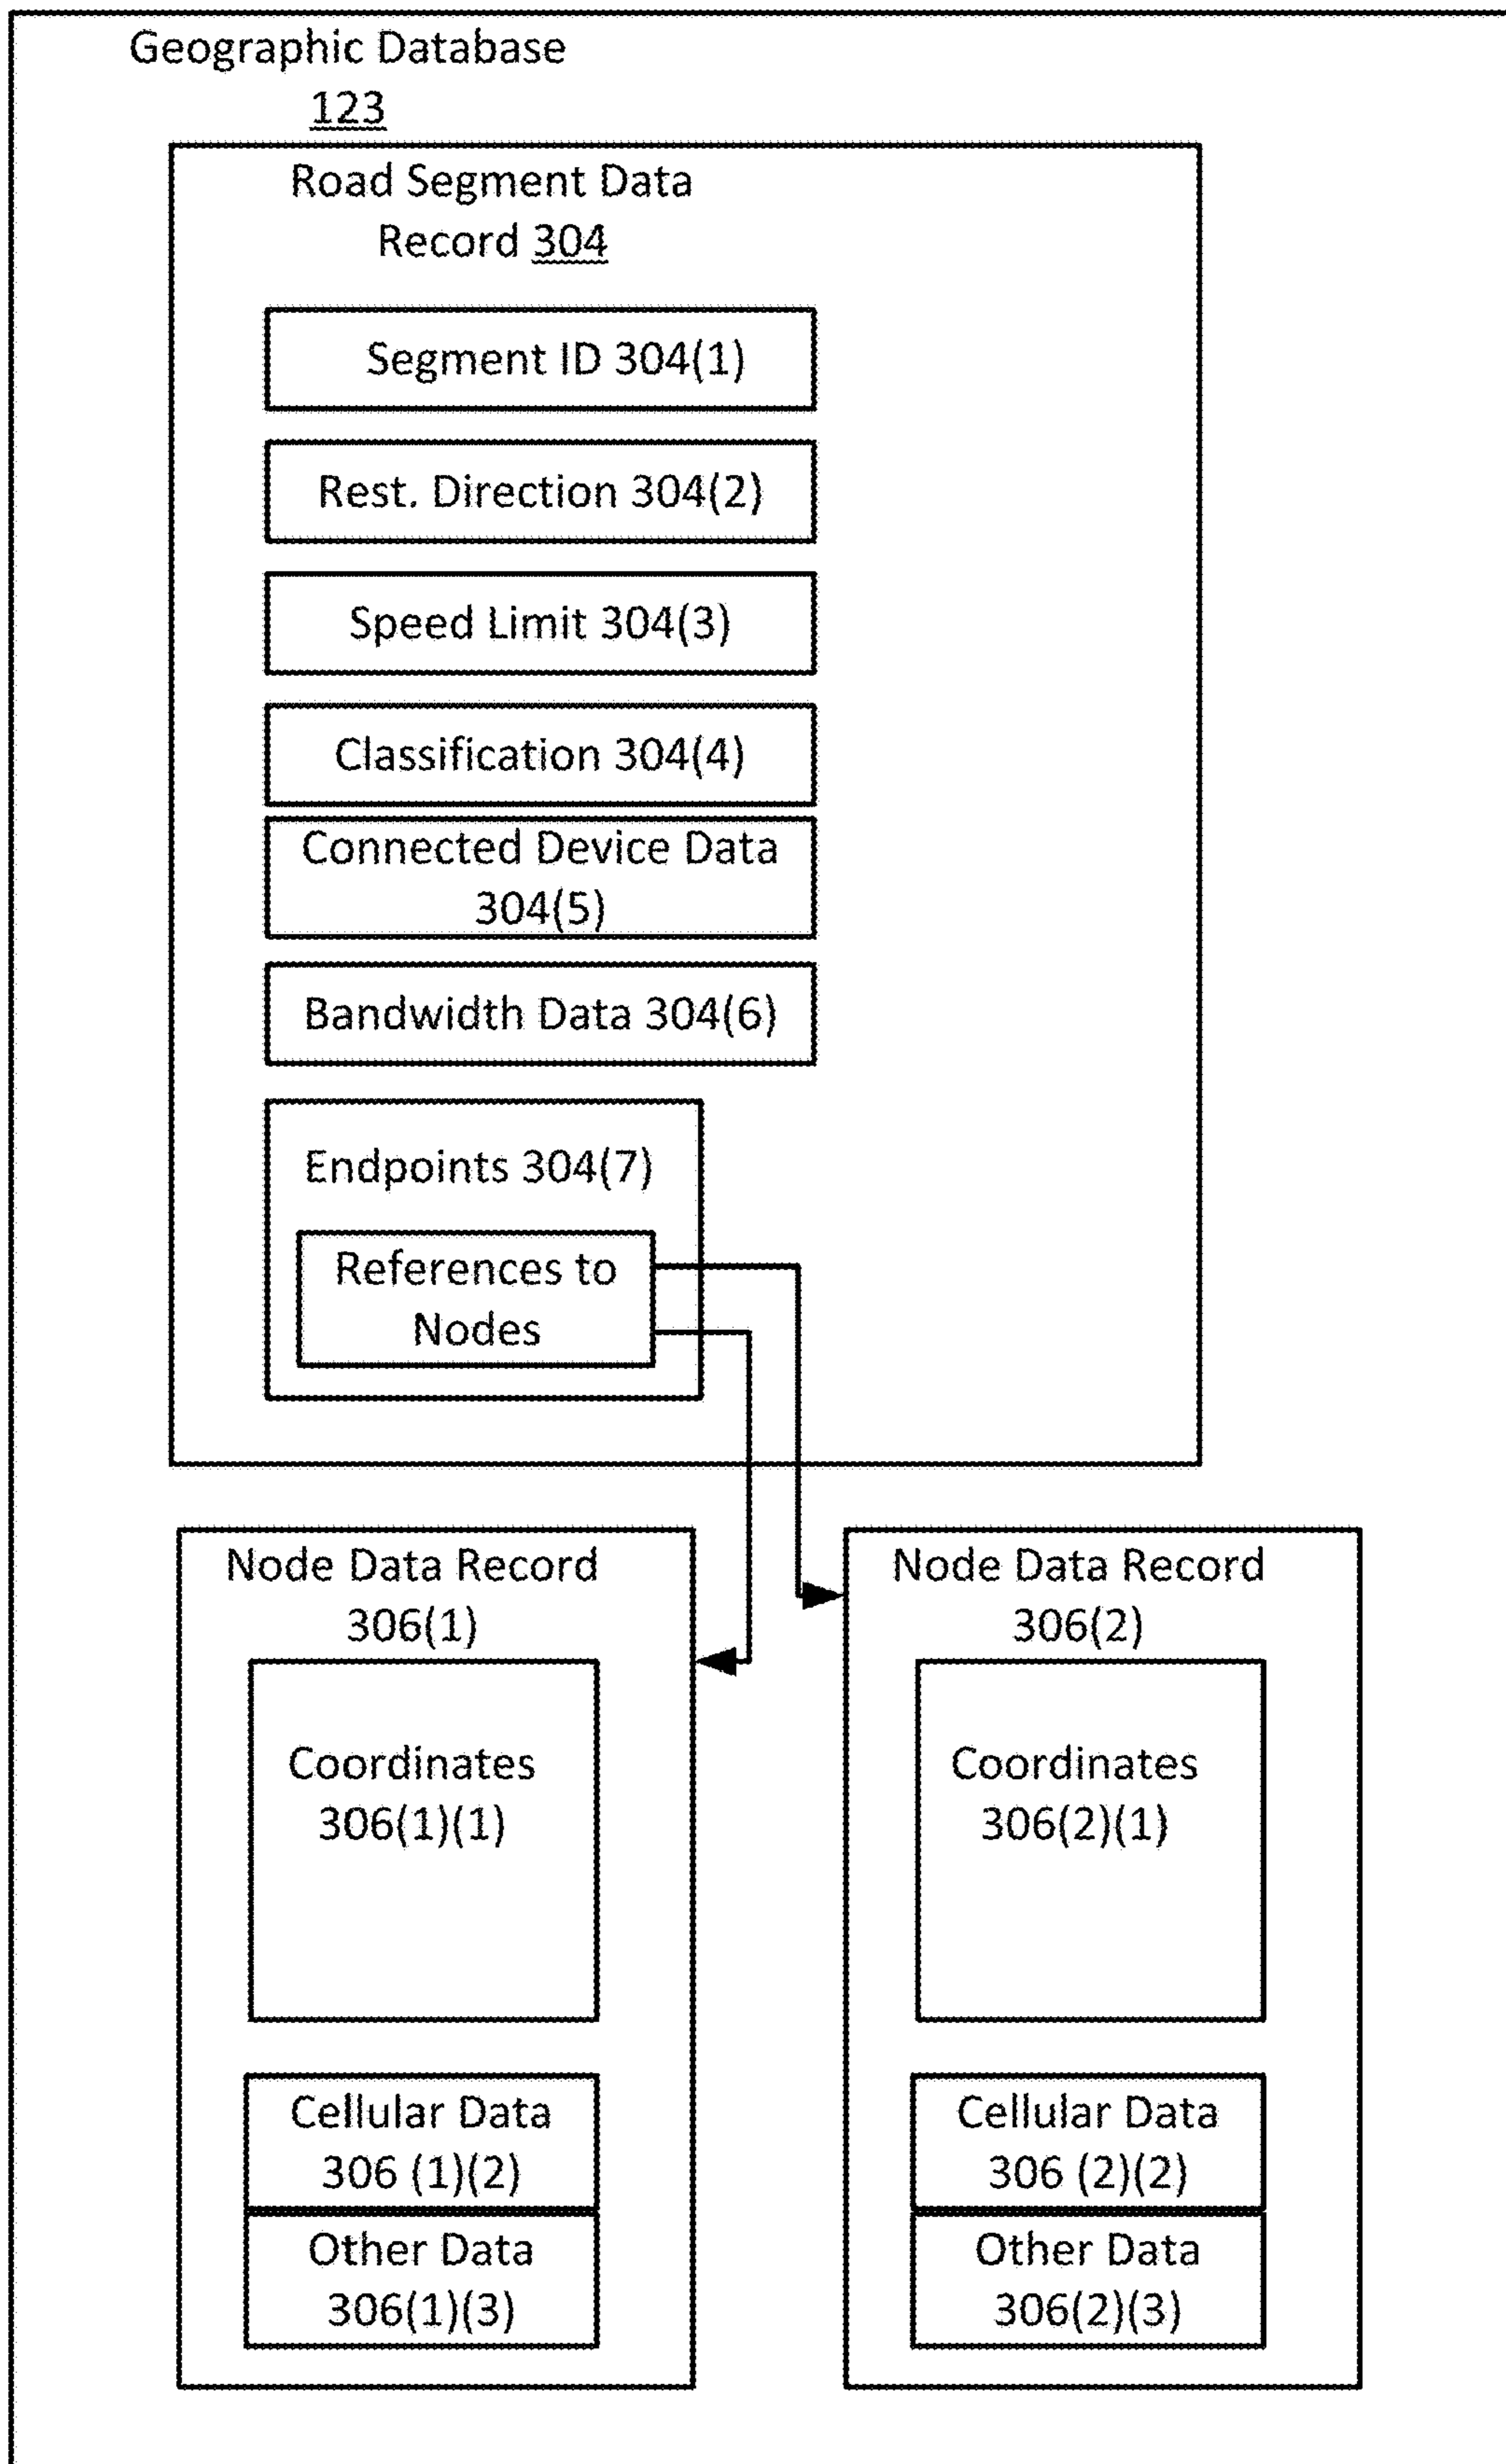 Geographic Database
123
Road Segment Data
Record 304
Segment ID 304(1)
Rest. Direction 304(2)
Speed Limit 304(3)
Classification 304(4)
Connected Device Data
304(5)
Bandwidth Data 304(6)
Endpoints 304(7)
References to
Nodes
Node Data Record
306(1)
Coordinates
306(1)(1)
Cellular Data
306 (1)(2)
Other Data
306(1)(3)
Node Data Record
306(2)
Coordinates
306(2)(1)
Cellular Data
306 (2)(2)
Other Data
306(2)(3)